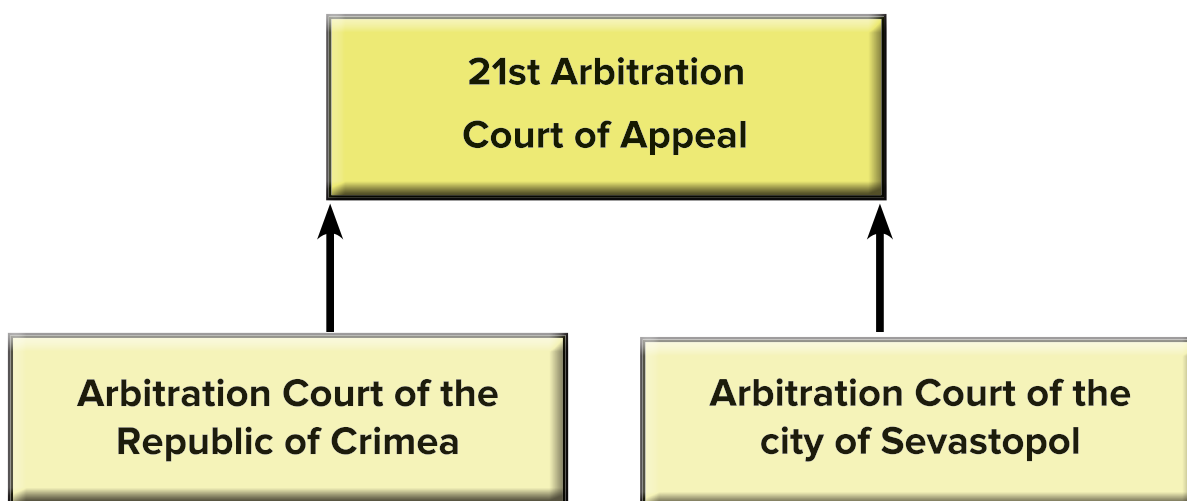 21st Arbitration
Court of Appeal
Arbitration Court of the
Republic of Crimea
Arbitration Court of the
city of Sevastopol